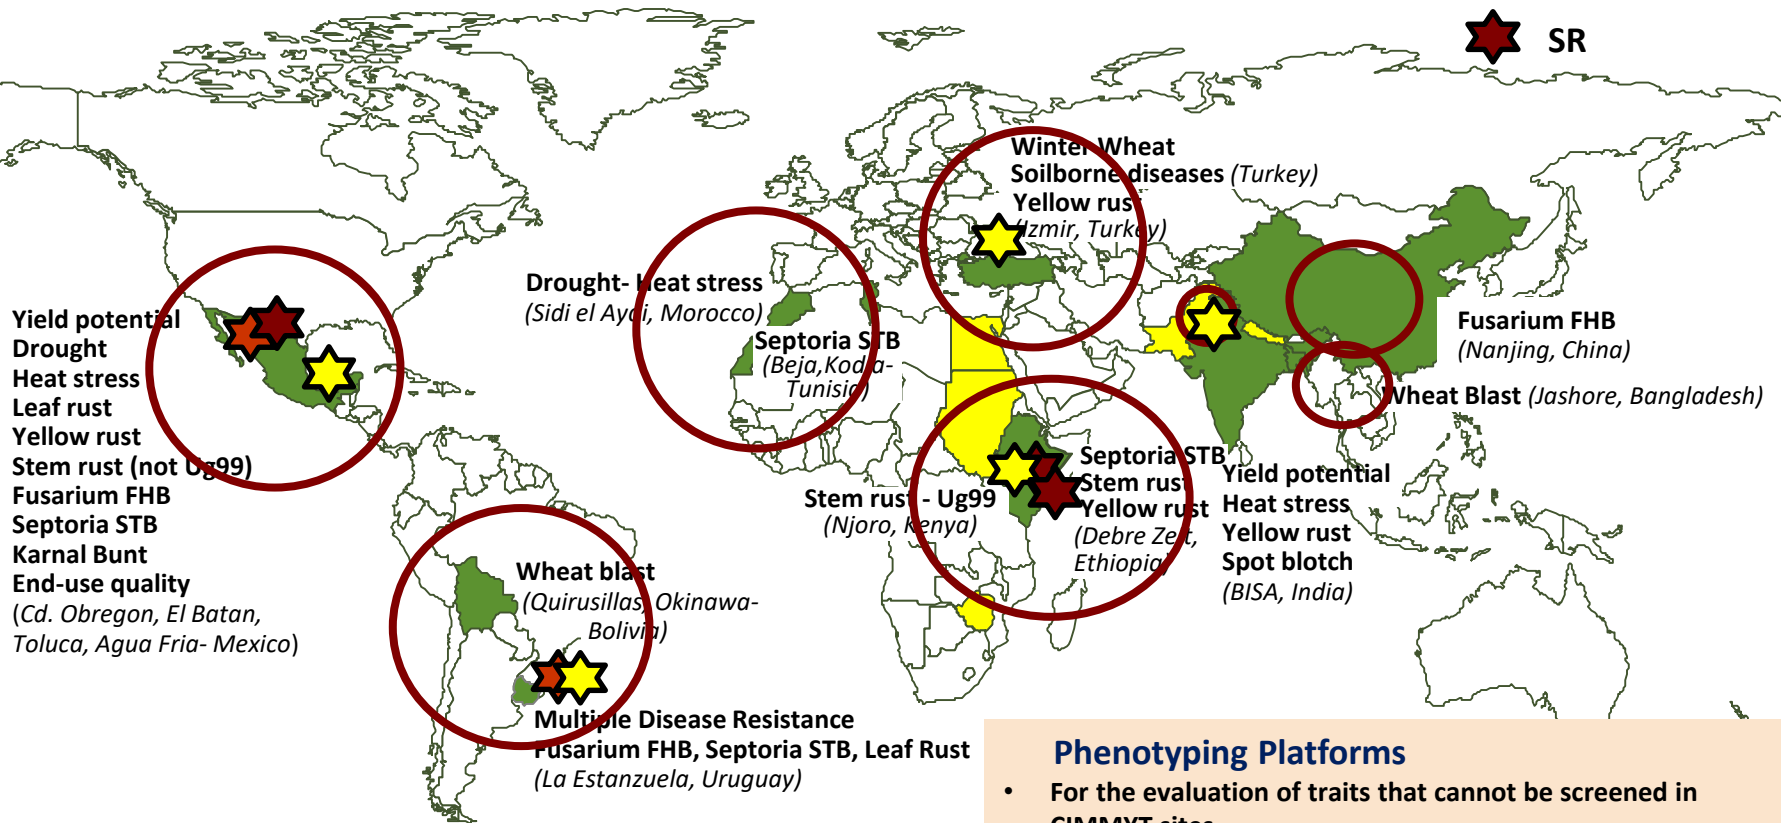 SR
Winter Wheat
Soilborne diseases (Turkey)
Yellow rust
(Izmir, Turkey)
Drought- Heat stress
(Sidi el Aydi, Morocco)
Septoria STB
(Beja,Kodia-
Tunisia)
Yield potential
Drought
Heat stress
Leaf rust
Yellow rust
Stem rust (not Ug99)
Fusarium FHB
Septoria STB
Karnal Bunt
End-use quality
(Cd. Obregon, El Batan,
Toluca, Agua Fria- Mexico)
Fusarium FHB
(Nanjing, China)
Wheat Blast (Jashore, Bangladesh)
Stem rust - Ug99
(Njoro, Kenya)
Septoria STB
Stem rust
Yellow rust
(Debre Zeit,
Ethiopia)
Yield potential
Heat stress
Yellow rust
Spot blotch
(BISA, India)
Wheat blast
(Quirusillas, Okinawa-
Bolivia)
Multiple Disease Resistance
Fusarium FHB, Septoria STB, Leaf Rust
(La Estanzuela, Uruguay)
Phenotyping Platforms
• For the evaluation of traits that cannot be screened in
CIMMYT sites